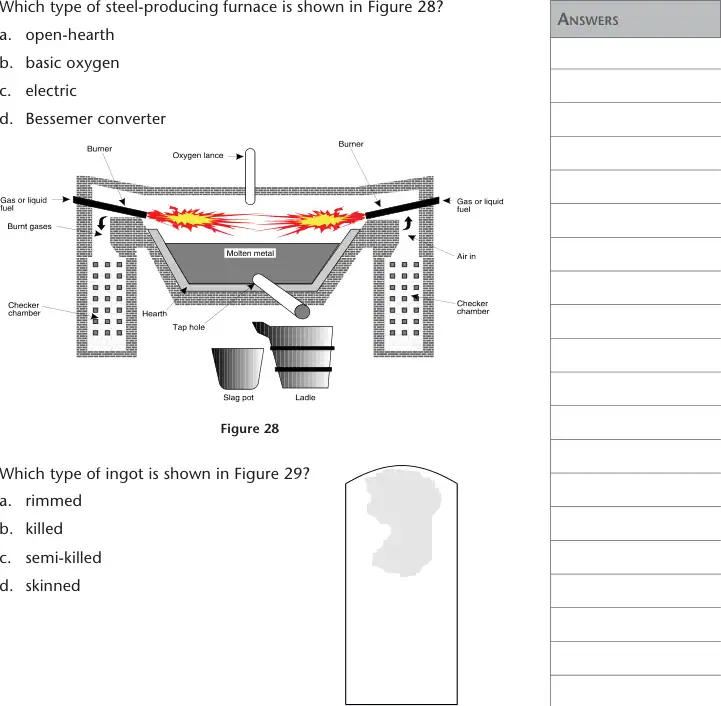 Which type of steel-producing furnace is shown in Figure 28?
a. open-hearth
b. basic oxygen
c. electric
d. Bessemer converter
Burner
Oxygen lance
Burner
Gas or liquid
fuel
Gas or liquid
fuel
Burnt gases
Molten metal
Air in
Checker
chamber
Hearth
Tap hole
Checker
chamber
Slag pot
Ladle
Figure 28
Which type of ingot is shown in Figure 29?
a. rimmed
b. killed
c. semi-killed
d. skinned
ANSWERS